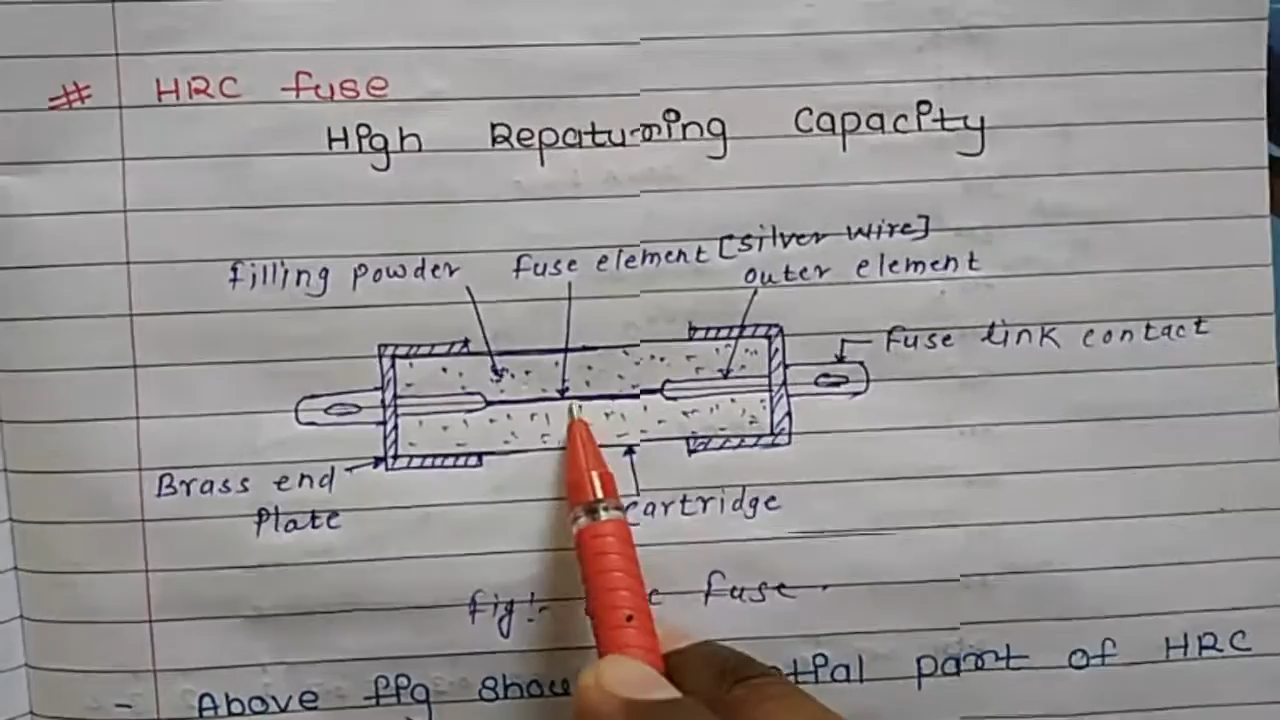 # HRC fuse
High Repaturing Capacity
filling powder fuse element [silver wire]
outer element
fuse link contact
Brass end
Plate
cartridge
fig:- fuse.
- Above fig part of HRC